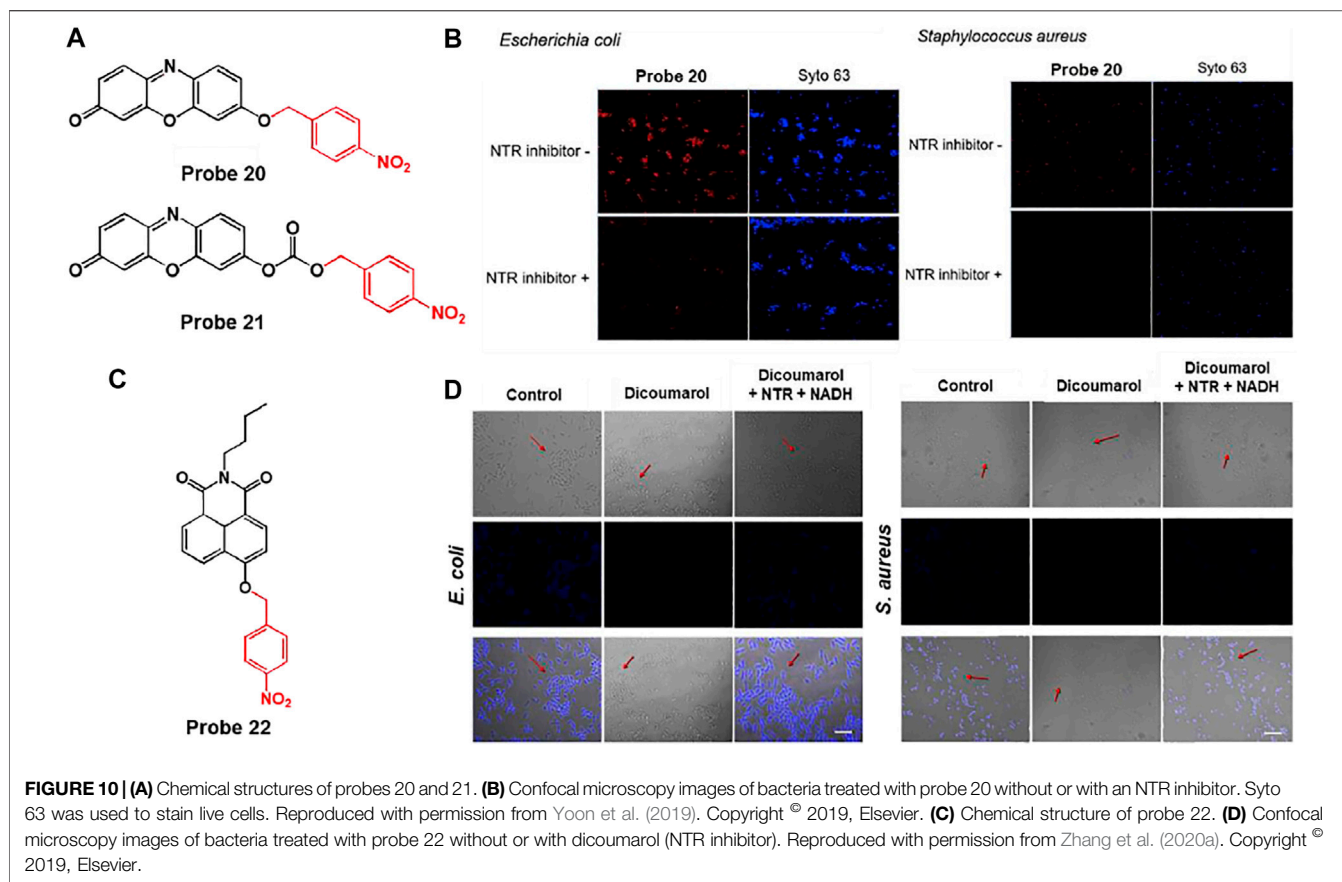 A
N
O
O
O
NO₂
Probe 20
N
O
O
O
O
O
NO₂
Probe 21
B
Escherichia coli
Staphylococcus aureus
Probe 20
Syto 63
Probe 20
Syto 63
NTR inhibitor -
NTR inhibitor -
NTR inhibitor +
NTR inhibitor +
C
O
N
O
O
NO₂
Probe 22
D
Control
Dicoumarol
Dicoumarol
+ NTR + NADH
Control
Dicoumarol
Dicoumarol
+ NTR + NADH
E. coli
S. aureus
FIGURE 10 | (A) Chemical structures of probes 20 and 21. (B) Confocal microscopy images of bacteria treated with probe 20 without or with an NTR inhibitor. Syto
63 was used to stain live cells. Reproduced with permission from Yoon et al. (2019). Copyright © 2019, Elsevier. (C) Chemical structure of probe 22. (D) Confocal
microscopy images of bacteria treated with probe 22 without or with dicoumarol (NTR inhibitor). Reproduced with permission from Zhang et al. (2020a). Copyright ©
2019, Elsevier.